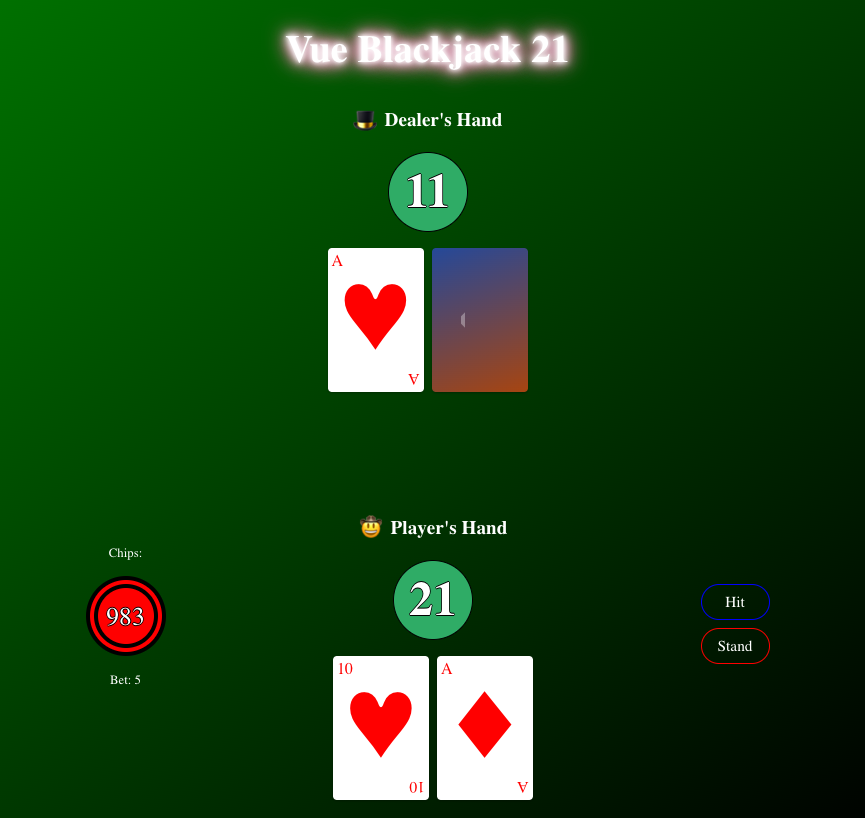 Vue Blackjack 21
🎩 Dealer's Hand
11
A
A
🤠 Player's Hand
Chips:
983
Bet: 5
21
Hit
Stand
10
A
10
A